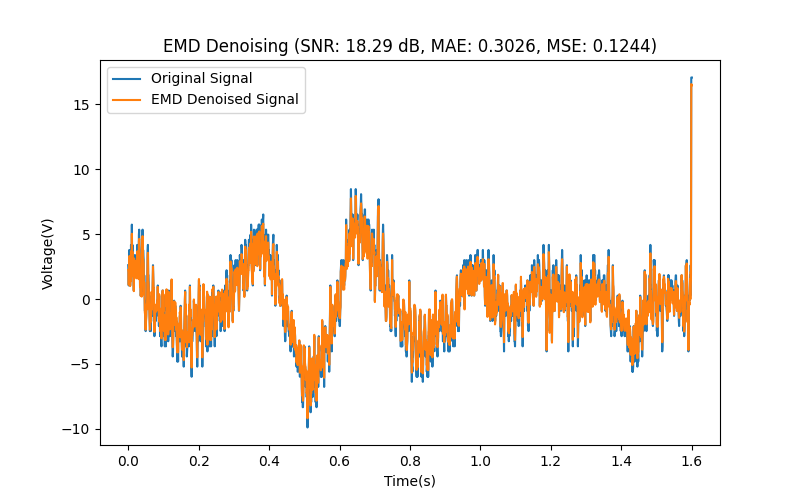 EMD Denoising (SNR: 18.29 dB, MAE: 0.3026, MSE: 0.1244)
Original Signal
EMD Denoised Signal
15
10
5
0
−5
−10
Voltage(V)
0.0 0.2 0.4 0.6 0.8 1.0 1.2 1.4 1.6
Time(s)